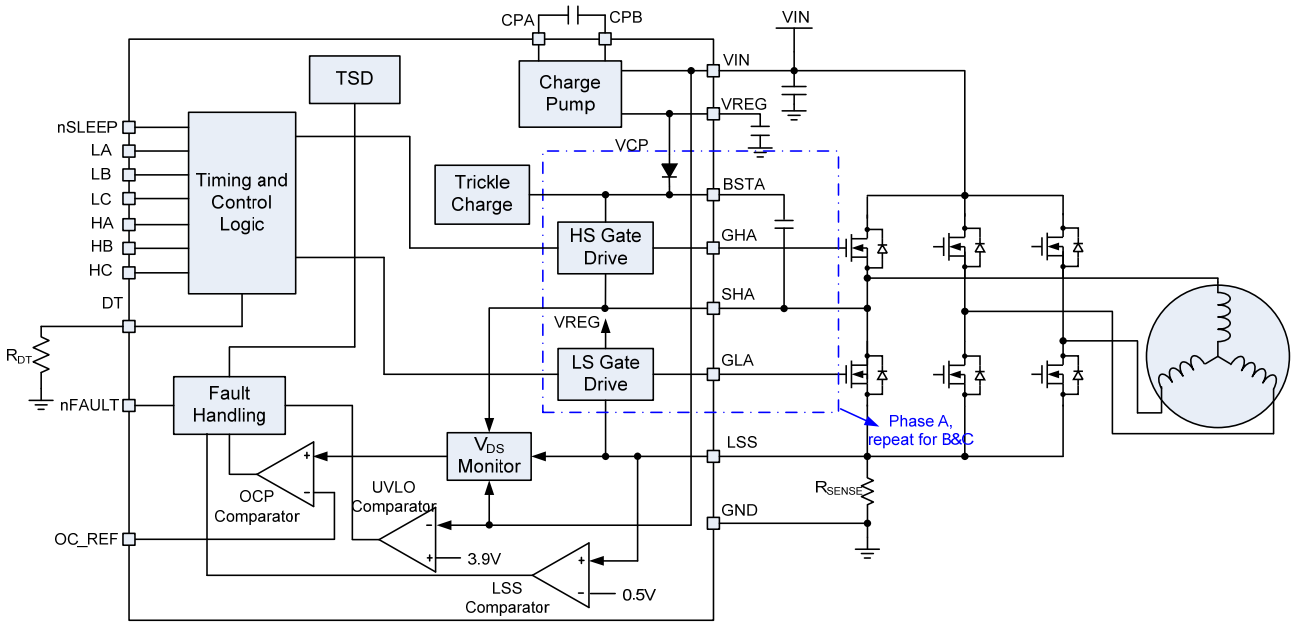 CPA
CPB
VIN
TSD
Charge
Pump
VIN
VREG
nSLEEP
LA
LB
LC
HA
HB
HC
DT
Timing and
Control
Logic
VCP
Trickle
Charge
BSTA
HS Gate
Drive
GHA
SHA
VREG
LS Gate
Drive
GLA
RDT
nFAULT
Fault
Handling
Phase A,
repeat for B&C
VDS
Monitor
LSS
+
−
OCP
Comparator
UVLO
Comparator
RSENSE
GND
OC_REF
−
+
3.9V
+
−
0.5V
LSS
Comparator